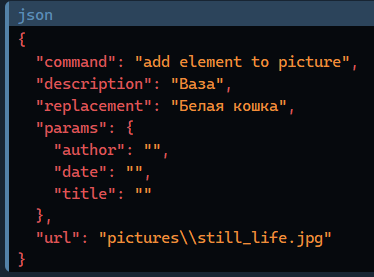 json
{
  "command": "add element to picture",
  "description": "Ваза",
  "replacement": "Белая кошка",
  "params": {
    "author": "",
    "date": "",
    "title": ""
  },
  "url": "pictures\\still_life.jpg"
}